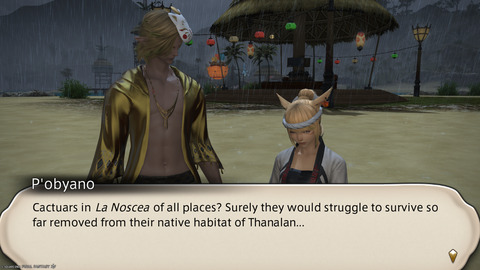 P'obyano
Cactuars in La Noscea of all places? Surely they would struggle to survive so
far removed from their native habitat of Thanalan...